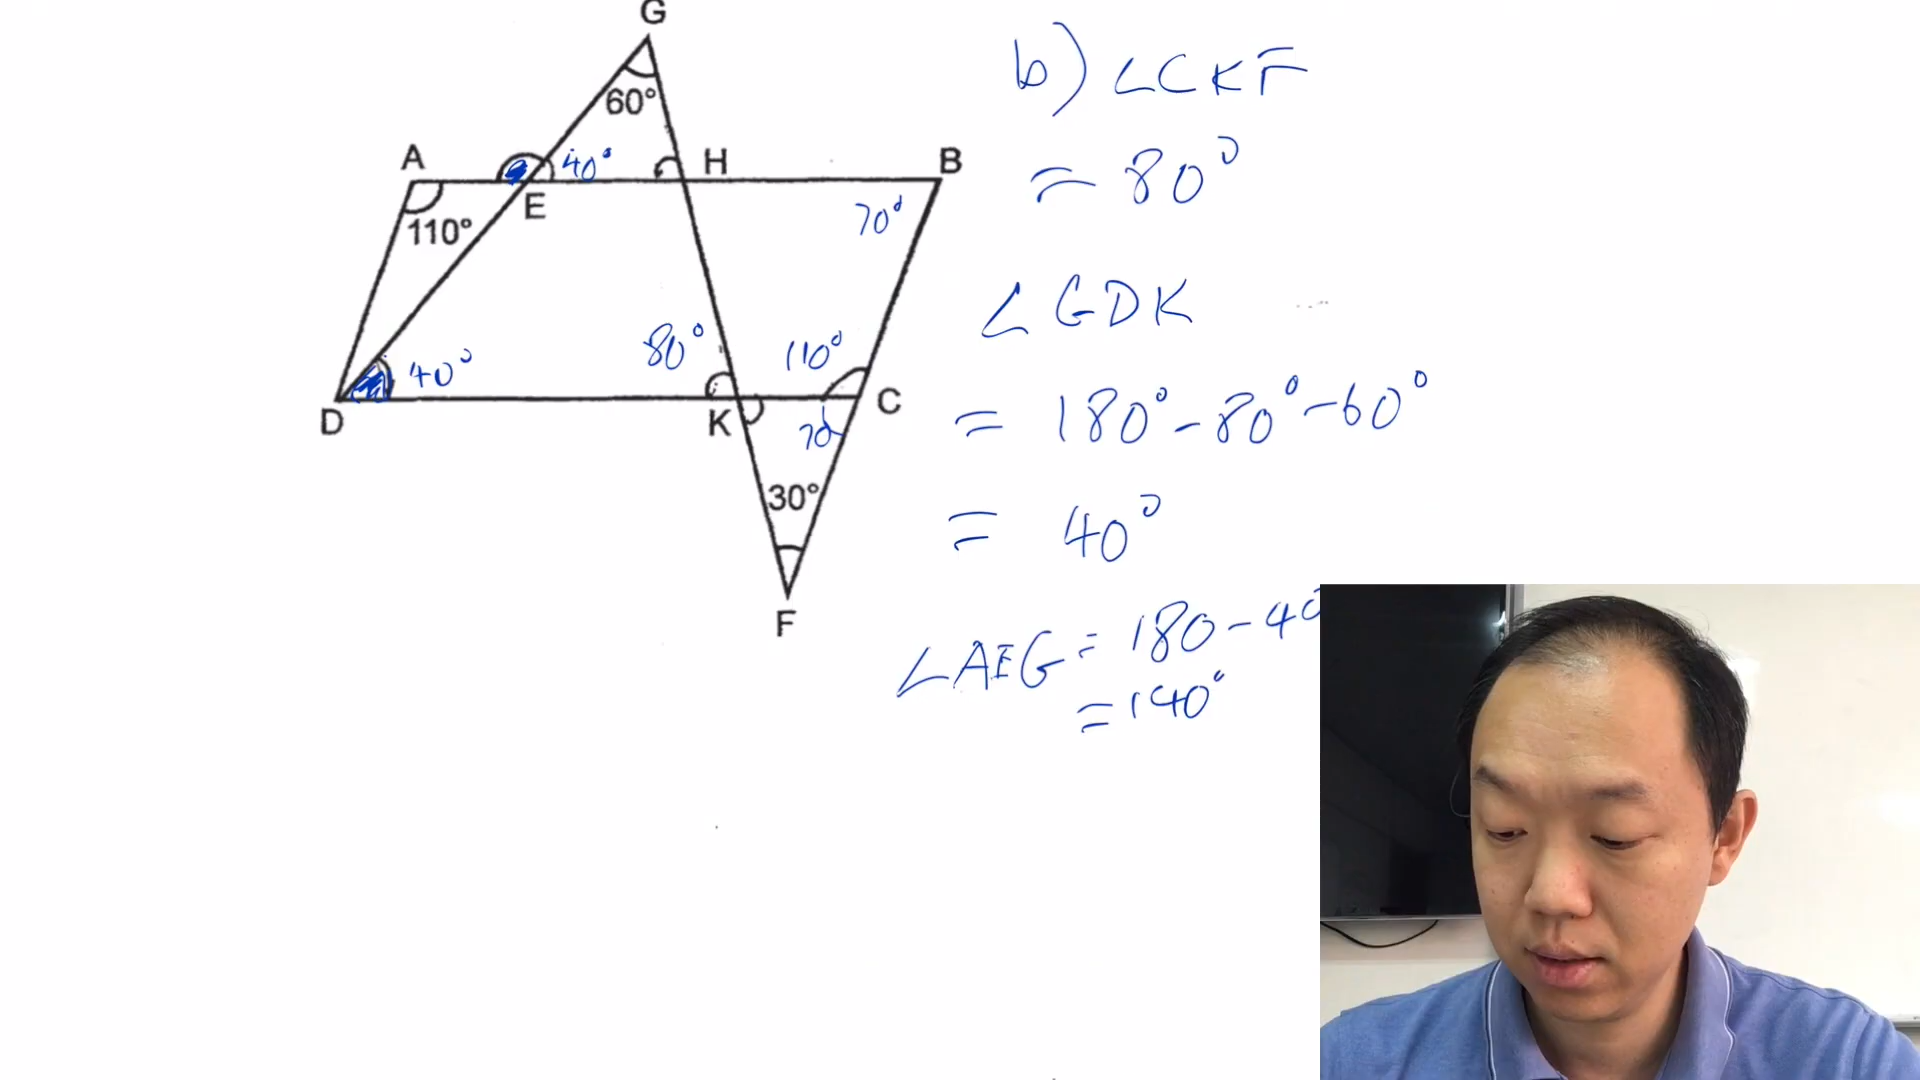 G
60°
A
40°
H
B
E
110°
70°
80°
110°
40°
D
K
C
70
30°
F
b) ∠CKF
= 80°
∠GDK
= 180° - 80° - 60°
= 40°
∠AEG = 180 - 40
= 140°